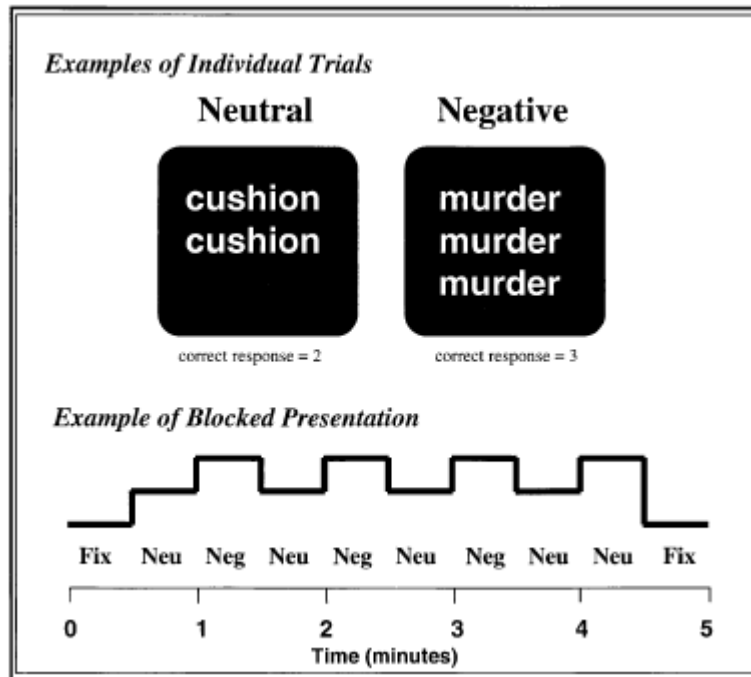 Examples of Individual Trials
Neutral Negative
cushion murder
cushion murder
murder
correct response = 2 correct response = 3
Example of Blocked Presentation
Fix Neu Neg Neu Neg Neu Neg Neu Neu Fix
0 1 2 3 4 5
Time (minutes)